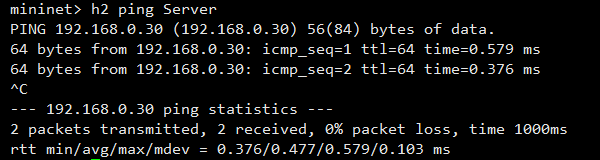 mininet> h2 ping Server
PING 192.168.0.30 (192.168.0.30) 56(84) bytes of data.
64 bytes from 192.168.0.30: icmp_seq=1 ttl=64 time=0.579 ms
64 bytes from 192.168.0.30: icmp_seq=2 ttl=64 time=0.376 ms
^C
--- 192.168.0.30 ping statistics ---
2 packets transmitted, 2 received, 0% packet loss, time 1000ms
rtt min/avg/max/mdev = 0.376/0.477/0.579/0.103 ms